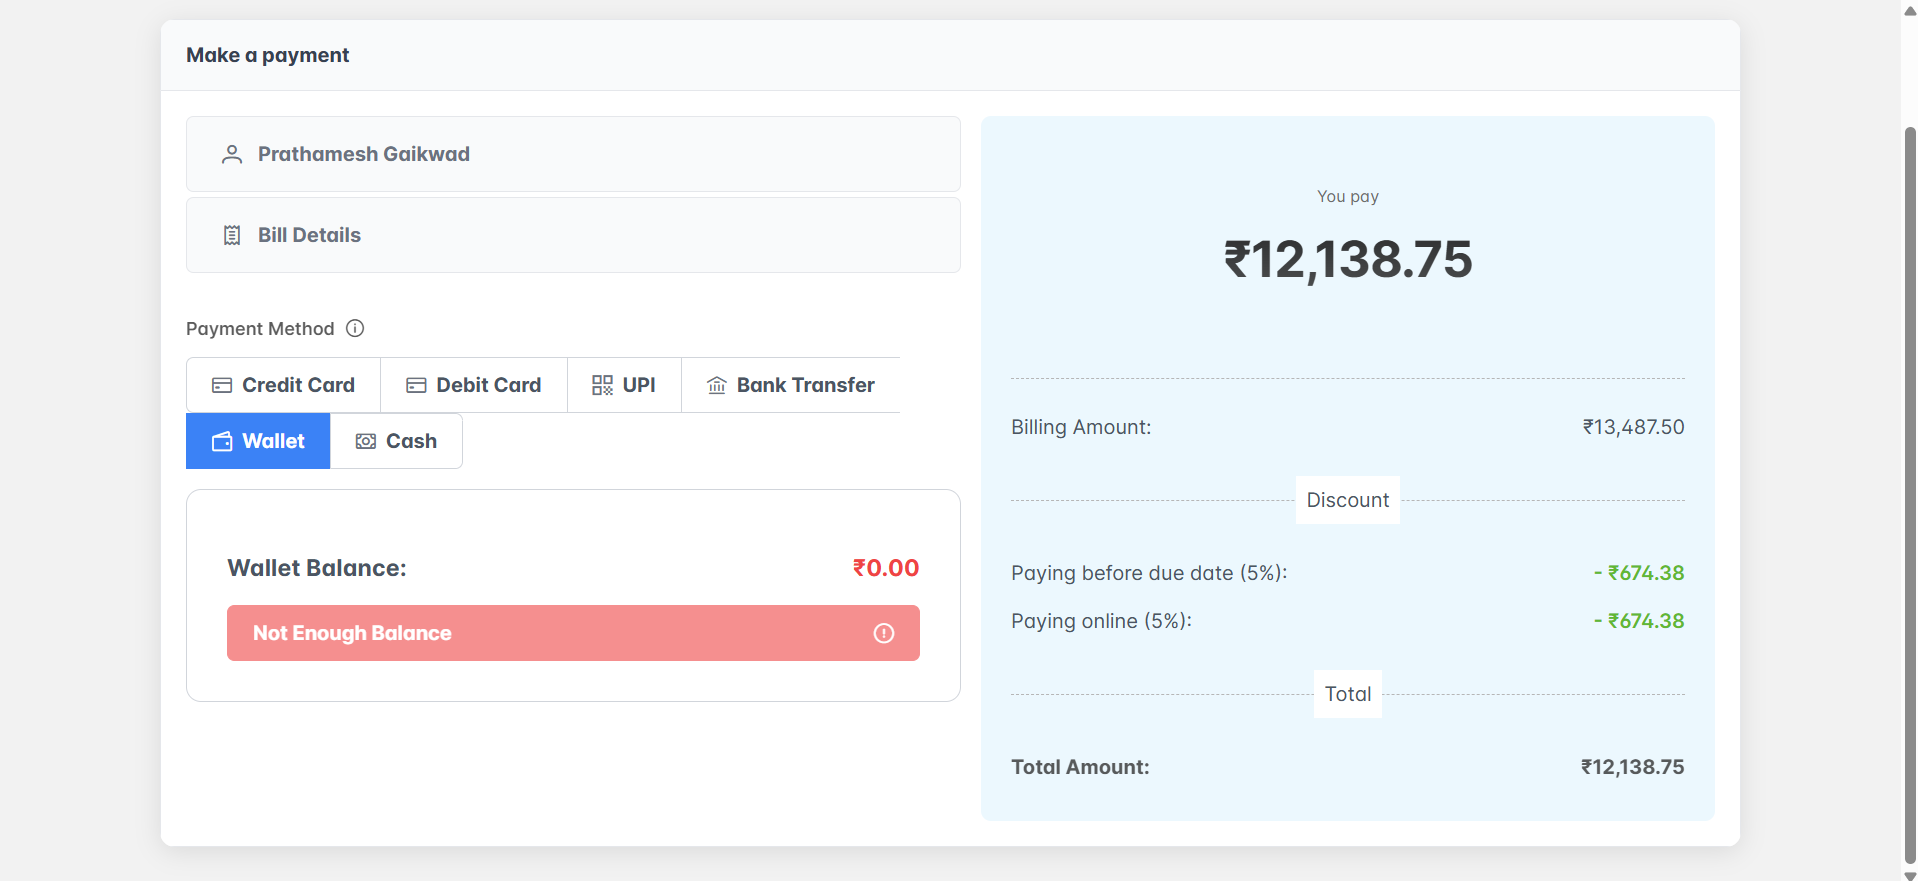 Make a payment
Prathamesh Gaikwad
Bill Details
Payment Method
Credit Card Debit Card UPI Bank Transfer
Wallet Cash
Wallet Balance: ₹0.00
Not Enough Balance
You pay
₹12,138.75
Billing Amount: ₹13,487.50
Discount
Paying before due date (5%): - ₹674.38
Paying online (5%): - ₹674.38
Total
Total Amount: ₹12,138.75